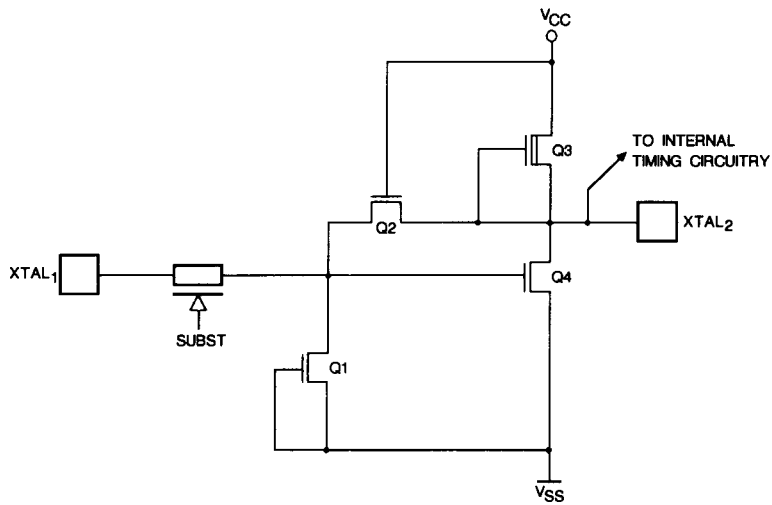 VCC
Q3
TO INTERNAL
TIMING CIRCUITRY
Q2
XTAL2
XTAL1
Q4
SUBST
Q1
VSS